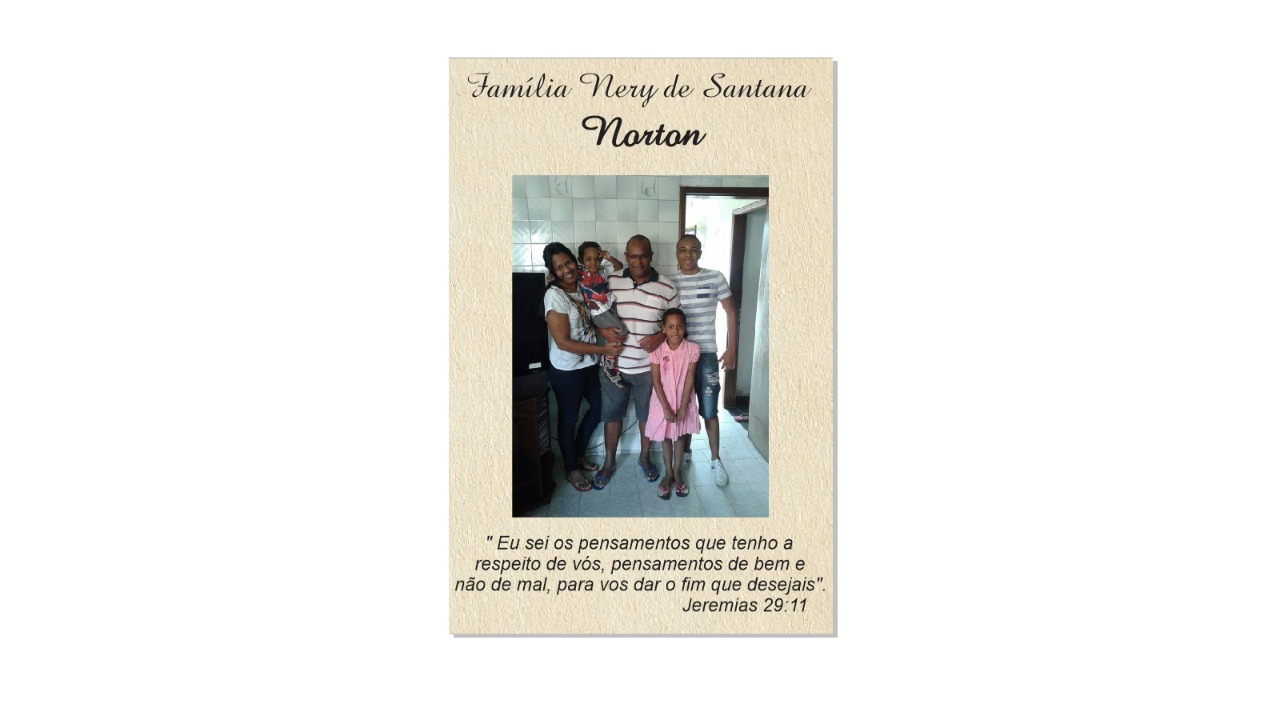 Família Nery de Santana
Norton
" Eu sei os pensamentos que tenho a
respeito de vós, pensamentos de bem e
não de mal, para vos dar o fim que desejais".
Jeremias 29:11